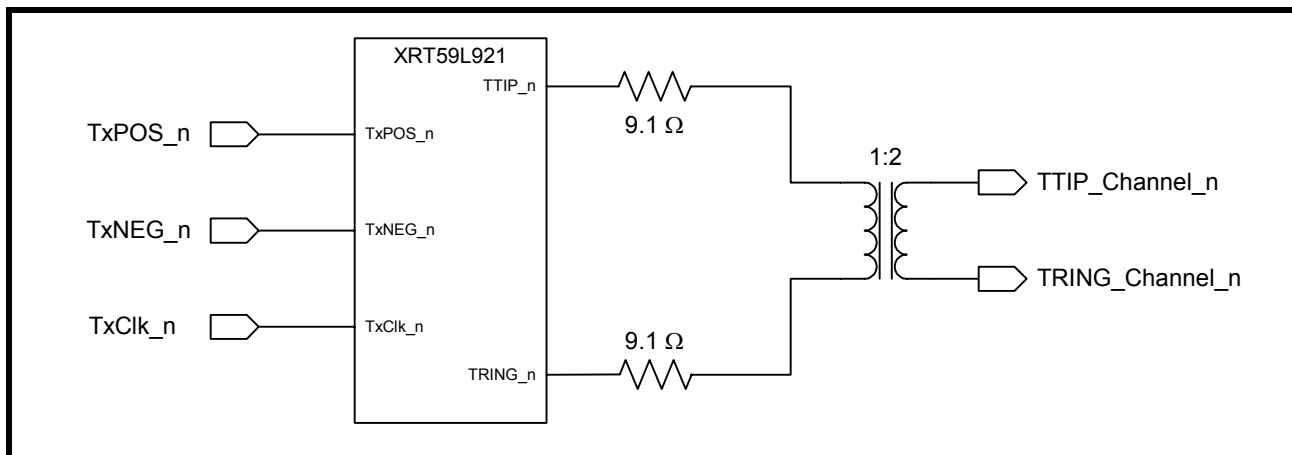 XRT59L921
TTIP_n
9.1 Ω
TxPOS_n
TxPOS_n
1:2
TTIP_Channel_n
TxNEG_n
TxNEG_n
TRING_Channel_n
TxClk_n
TxClk_n
9.1 Ω
TRING_n